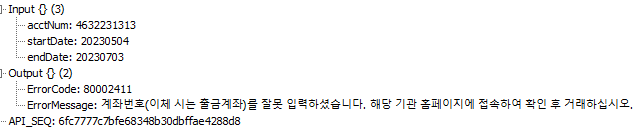 Input {} (3)
acctNum: 4632231313
startDate: 20230504
endDate: 20230703
Output {} (2)
ErrorCode: 80002411
ErrorMessage: 계좌번호(이체 시는 출금계좌)를 잘못 입력하셨습니다. 해당 기관 홈페이지에 접속하여 확인 후 거래하십시오.
API_SEQ: 6fc7777c7bfe68348b30dbffae4288d8